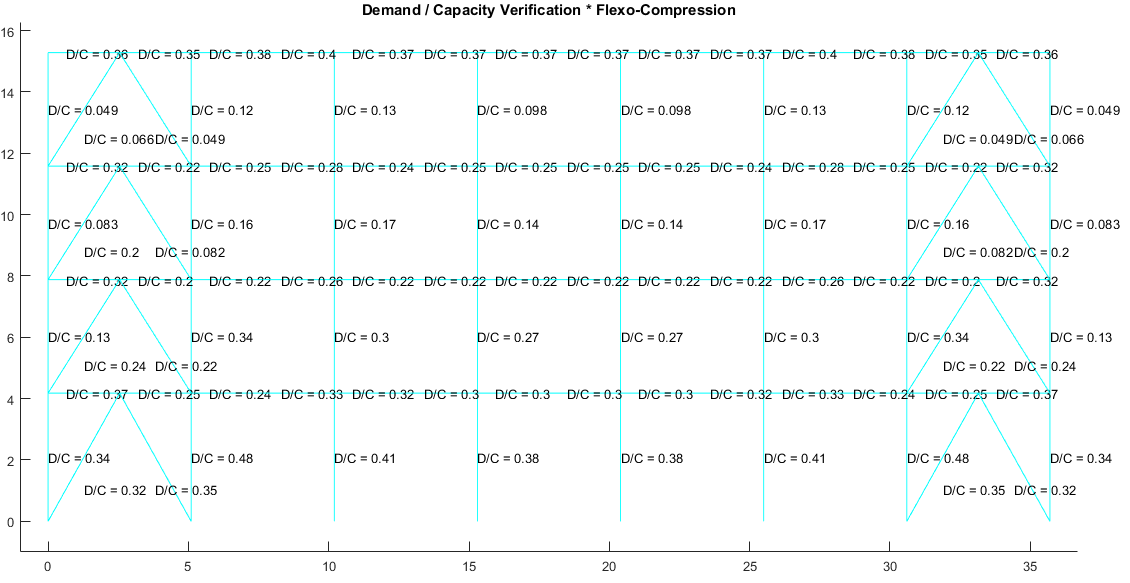 Demand / Capacity Verification * Flexo-Compression
16
D/C = 0.36 D/C = 0.35 D/C = 0.38 D/C = 0.4 D/C = 0.37 D/C = 0.37 D/C = 0.37 D/C = 0.37 D/C = 0.37 D/C = 0.37 D/C = 0.4 D/C = 0.38 D/C = 0.35 D/C = 0.36
14
D/C = 0.049 D/C = 0.12 D/C = 0.13 D/C = 0.098 D/C = 0.098 D/C = 0.13 D/C = 0.12 D/C = 0.049
D/C = 0.066 D/C = 0.049 D/C = 0.049 D/C = 0.066
12
D/C = 0.32 D/C = 0.22 D/C = 0.25 D/C = 0.28 D/C = 0.24 D/C = 0.25 D/C = 0.25 D/C = 0.25 D/C = 0.25 D/C = 0.24 D/C = 0.28 D/C = 0.25 D/C = 0.22 D/C = 0.32
10
D/C = 0.083 D/C = 0.16 D/C = 0.17 D/C = 0.14 D/C = 0.14 D/C = 0.17 D/C = 0.16 D/C = 0.083
D/C = 0.2 D/C = 0.082 D/C = 0.082 D/C = 0.2
8
D/C = 0.32 D/C = 0.2 D/C = 0.22 D/C = 0.26 D/C = 0.22 D/C = 0.22 D/C = 0.22 D/C = 0.22 D/C = 0.22 D/C = 0.22 D/C = 0.26 D/C = 0.22 D/C = 0.2 D/C = 0.32
6
D/C = 0.13 D/C = 0.34 D/C = 0.3 D/C = 0.27 D/C = 0.27 D/C = 0.3 D/C = 0.34 D/C = 0.13
D/C = 0.24 D/C = 0.22 D/C = 0.22 D/C = 0.24
4
D/C = 0.37 D/C = 0.25 D/C = 0.24 D/C = 0.33 D/C = 0.32 D/C = 0.3 D/C = 0.3 D/C = 0.3 D/C = 0.3 D/C = 0.32 D/C = 0.33 D/C = 0.24 D/C = 0.25 D/C = 0.37
2
D/C = 0.34 D/C = 0.48 D/C = 0.41 D/C = 0.38 D/C = 0.38 D/C = 0.41 D/C = 0.48 D/C = 0.34
D/C = 0.32 D/C = 0.35 D/C = 0.35 D/C = 0.32
0
0 5 10 15 20 25 30 35